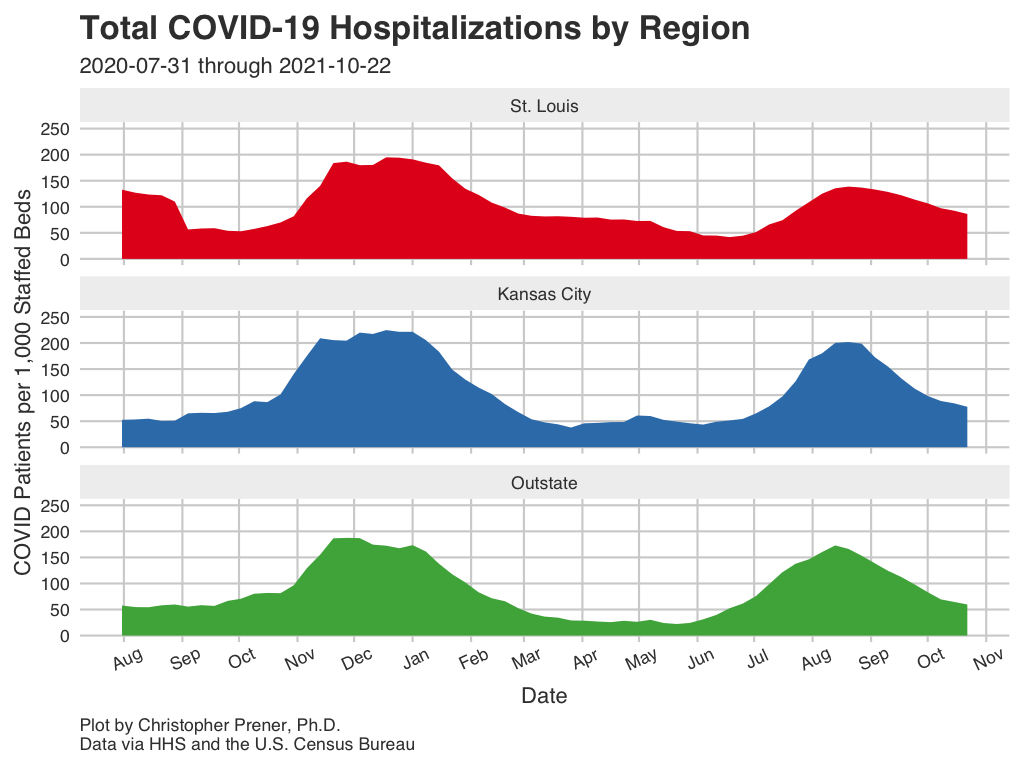 Total COVID-19 Hospitalizations by Region
2020-07-31 through 2021-10-22
COVID Patients per 1,000 Staffed Beds
St. Louis
250
200
150
100
50
0
Kansas City
250
200
150
100
50
0
Outstate
250
200
150
100
50
0
Aug Sep Oct Nov Dec Jan Feb Mar Apr May Jun Jul Aug Sep Oct Nov
Date
Plot by Christopher Prener, Ph.D.
Data via HHS and the U.S. Census Bureau